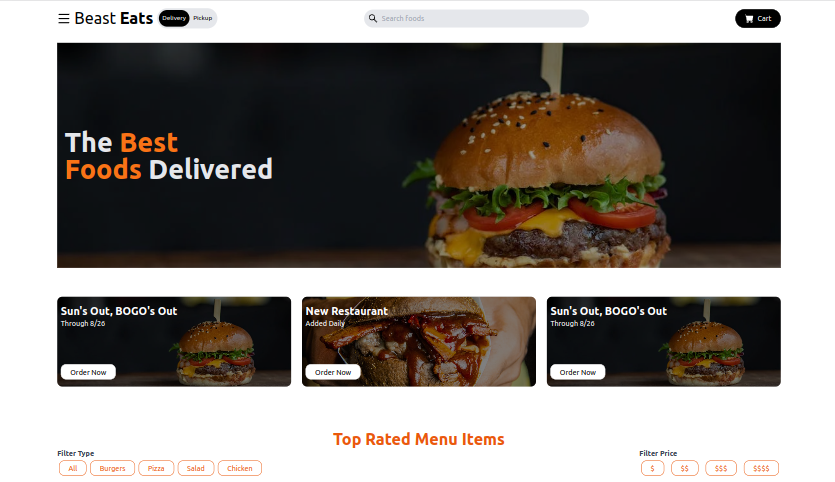 Beast Eats
Delivery Pickup
Search foods
Cart
The Best
Foods Delivered
Sun's Out, BOGO's Out
Through 8/26
Order Now
New Restaurant
Added Daily
Order Now
Sun's Out, BOGO's Out
Through 8/26
Order Now
Top Rated Menu Items
Filter Type
All Burgers Pizza Salad Chicken
Filter Price
$ $$ $$$ $$$$